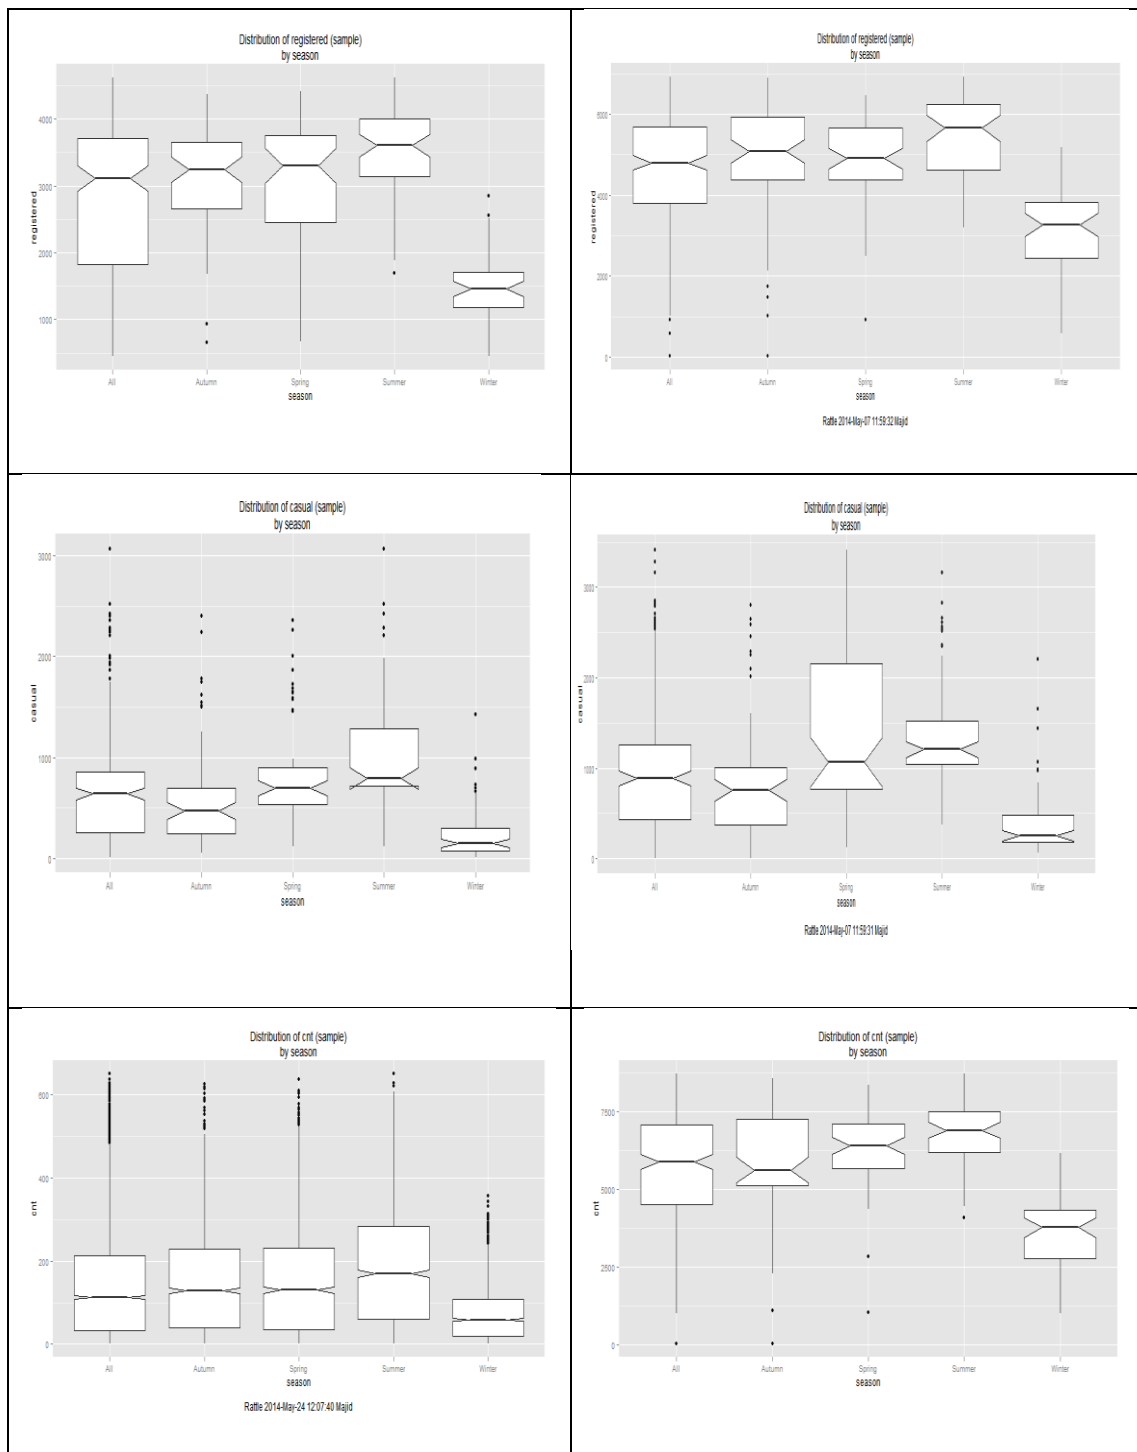 Distribution of registered (sample)
by season
registered
4000
3000
2000
1000
All Autumn Spring Summer Winter
season
Distribution of registered (sample)
by season
registered
6000
4000
2000
0
All Autumn Spring Summer Winter
season
Rattle 2014-May-07 11:59:32 Majid
Distribution of casual (sample)
by season
casual
3000
2000
1000
0
All Autumn Spring Summer Winter
season
Distribution of casual (sample)
by season
casual
3000
2000
1000
0
All Autumn Spring Summer Winter
season
Rattle 2014-May-07 11:59:31 Majid
Distribution of cnt (sample)
by season
cnt
600
400
200
0
All Autumn Spring Summer Winter
season
Rattle 2014-May-24 12:07:40 Majid
Distribution of cnt (sample)
by season
cnt
7500
5000
2500
0
All Autumn Spring Summer Winter
season